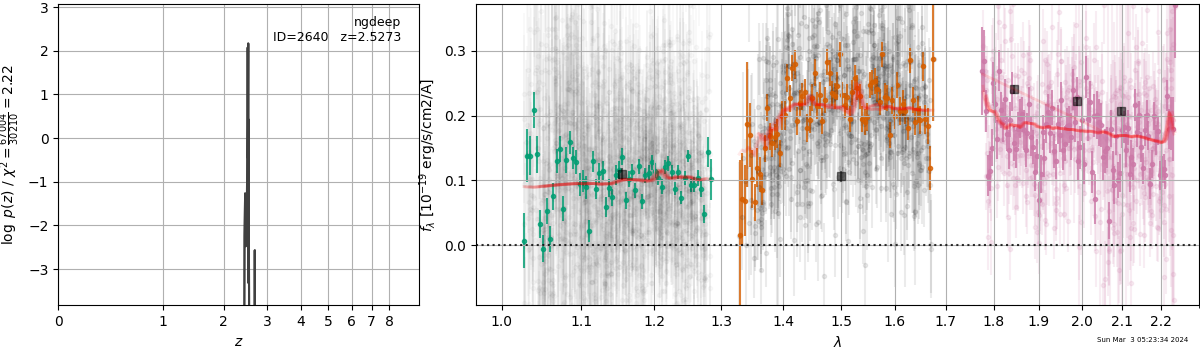 ngdeep
ID=2640 z=2.5273
log p(z) / χ² = 67004/30210 = 2.22
3
2
1
0
−1
−2
−3
0 1 2 3 4 5 6 7 8
z
f_λ [10⁻¹⁹ erg/s/cm2/A]
0.3
0.2
0.1
0.0
1.0 1.1 1.2 1.3 1.4 1.5 1.6 1.7 1.8 1.9 2.0 2.1 2.2
λ
Sun Mar 3 05:23:34 2024